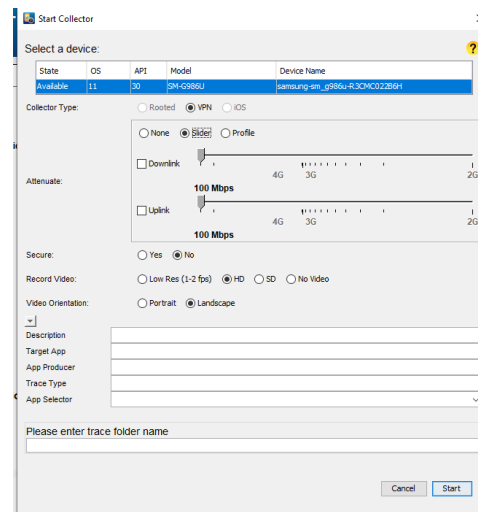 Start Collector
Select a device:
?
State OS API Model Device Name
Available 11 30 SM-G986U samsung-sm_g986u-R3CMC022B6H
Collector Type: Rooted VPN iOS
None Slider Profile
Downlink
4G 3G 2G
100 Mbps
Attenuate:
Uplink
4G 3G 2G
100 Mbps
Secure: Yes No
Record Video: Low Res (1-2 fps) HD SD No Video
Video Orientation: Portrait Landscape
Description
Target App
App Producer
Trace Type
App Selector
Please enter trace folder name
Cancel Start